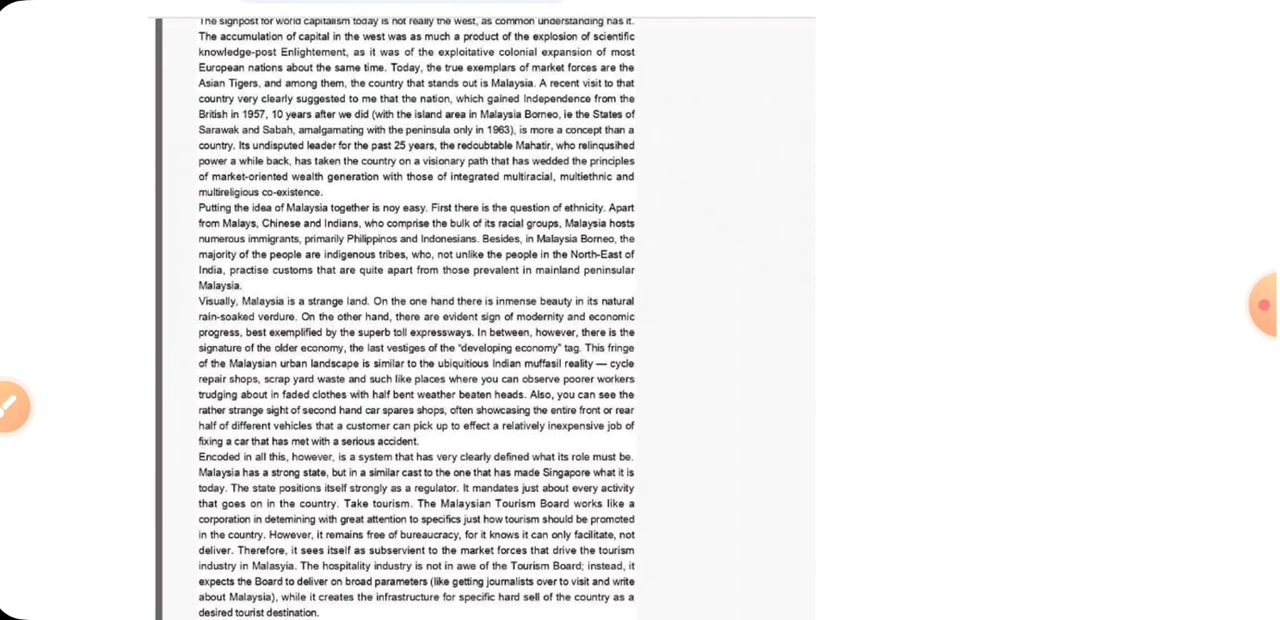 The signpost for world capitalism today is not really the west, as common understanding has it.
The accumulation of capital in the west was as much a product of the explosion of scientific
knowledge-post Enlightement, as it was of the exploitative colonial expansion of most
European nations about the same time. Today, the true exemplars of market forces are the
Asian Tigers, and among them, the country that stands out is Malaysia. A recent visit to that
country very clearly suggested to me that the nation, which gained Independence from the
British in 1957, 10 years after we did (with the island area in Malaysia Borneo, ie the States of
Sarawak and Sabah, amalgamating with the peninsula only in 1963), is more a concept than a
country. Its undisputed leader for the past 25 years, the redoubtable Mahatir, who relinqusihed
power a while back, has taken the country on a visionary path that has wedded the principles
of market-oriented wealth generation with those of integrated multiracial, multiethnic and
multireligious co-existence.
Putting the idea of Malaysia together is noy easy. First there is the question of ethnicity. Apart
from Malays, Chinese and Indians, who comprise the bulk of its racial groups, Malaysia hosts
numerous immigrants, primarily Philippinos and Indonesians. Besides, in Malaysia Borneo, the
majority of the people are indigenous tribes, who, not unlike the people in the North-East of
India, practise customs that are quite apart from those prevalent in mainland peninsular
Malaysia.
Visually, Malaysia is a strange land. On the one hand there is inmense beauty in its natural
rain-soaked verdure. On the other hand, there are evident sign of modernity and economic
progress, best exemplified by the superb toll expressways. In between, however, there is the
signature of the older economy, the last vestiges of the "developing economy" tag. This fringe
of the Malaysian urban landscape is similar to the ubiquitious Indian muffasil reality — cycle
repair shops, scrap yard waste and such like places where you can observe poorer workers
trudging about in faded clothes with half bent weather beaten heads. Also, you can see the
rather strange sight of second hand car spares shops, often showcasing the entire front or rear
half of different vehicles that a customer can pick up to effect a relatively inexpensive job of
fixing a car that has met with a serious accident.
Encoded in all this, however, is a system that has very clearly defined what its role must be.
Malaysia has a strong state, but in a similar cast to the one that has made Singapore what it is
today. The state positions itself strongly as a regulator. It mandates just about every activity
that goes on in the country. Take tourism. The Malaysian Tourism Board works like a
corporation in detemining with great attention to specifics just how tourism should be promoted
in the country. However, it remains free of bureaucracy, for it knows it can only facilitate, not
deliver. Therefore, it sees itself as subservient to the market forces that drive the tourism
industry in Malasyia. The hospitality industry is not in awe of the Tourism Board; instead, it
expects the Board to deliver on broad parameters (like getting journalists over to visit and write
about Malaysia), while it creates the infrastructure for specific hard sell of the country as a
desired tourist destination.